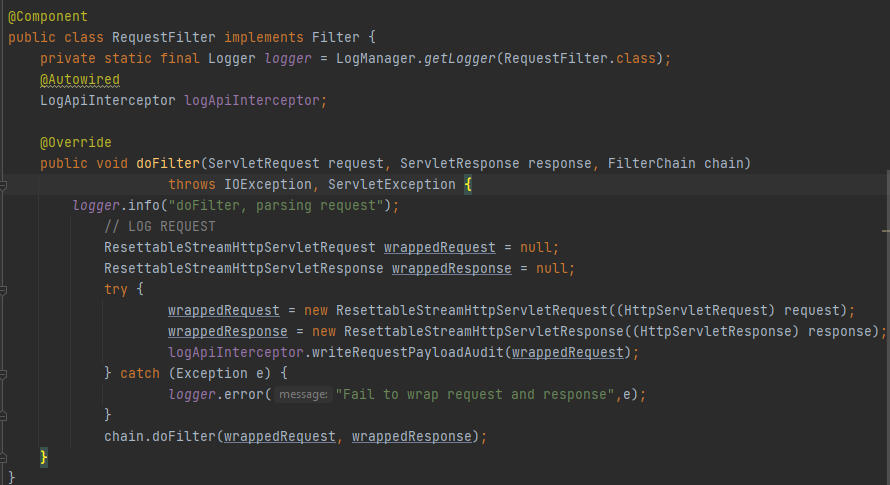 @Component
public class RequestFilter implements Filter {
private static final Logger logger = LogManager.getLogger(RequestFilter.class);
@Autowired
LogApiInterceptor logApiInterceptor;
@Override
public void doFilter(ServletRequest request, ServletResponse response, FilterChain chain)
throws IOException, ServletException {
logger.info("doFilter, parsing request");
// LOG REQUEST
ResettableStreamHttpServletRequest wrappedRequest = null;
ResettableStreamHttpServletResponse wrappedResponse = null;
try {
wrappedRequest = new ResettableStreamHttpServletRequest((HttpServletRequest) request);
wrappedResponse = new ResettableStreamHttpServletResponse((HttpServletResponse) response);
logApiInterceptor.writeRequestPayloadAudit(wrappedRequest);
} catch (Exception e) {
logger.error( message: "Fail to wrap request and response",e);
}
chain.doFilter(wrappedRequest, wrappedResponse);
}
}